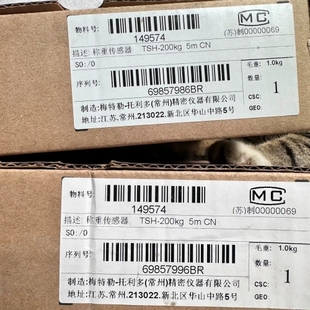 物料号: 149574
MC
(苏)制00000069
描述: 称重传感器 TSH-200kg 5m CN
SO:/0
毛重: 1.0kg
数量: 1
序列号: 69857986BR
CSC:
GEO:
制造:梅特勒-托利多(常州)精密仪器有限公司
地址:江苏.常州.213022.新北区华山中路5号
物料号: 149574
MC
(苏)制00000069
描述: 称重传感器 TSH-200kg 5m CN
SO:/0
毛重: 1.0kg
数量: 1
序列号: 69857996BR
CSC:
GEO:
制造:梅特勒-托利多(常州)精密仪器有限公司
地址:江苏.常州.213022.新北区华山中路5号